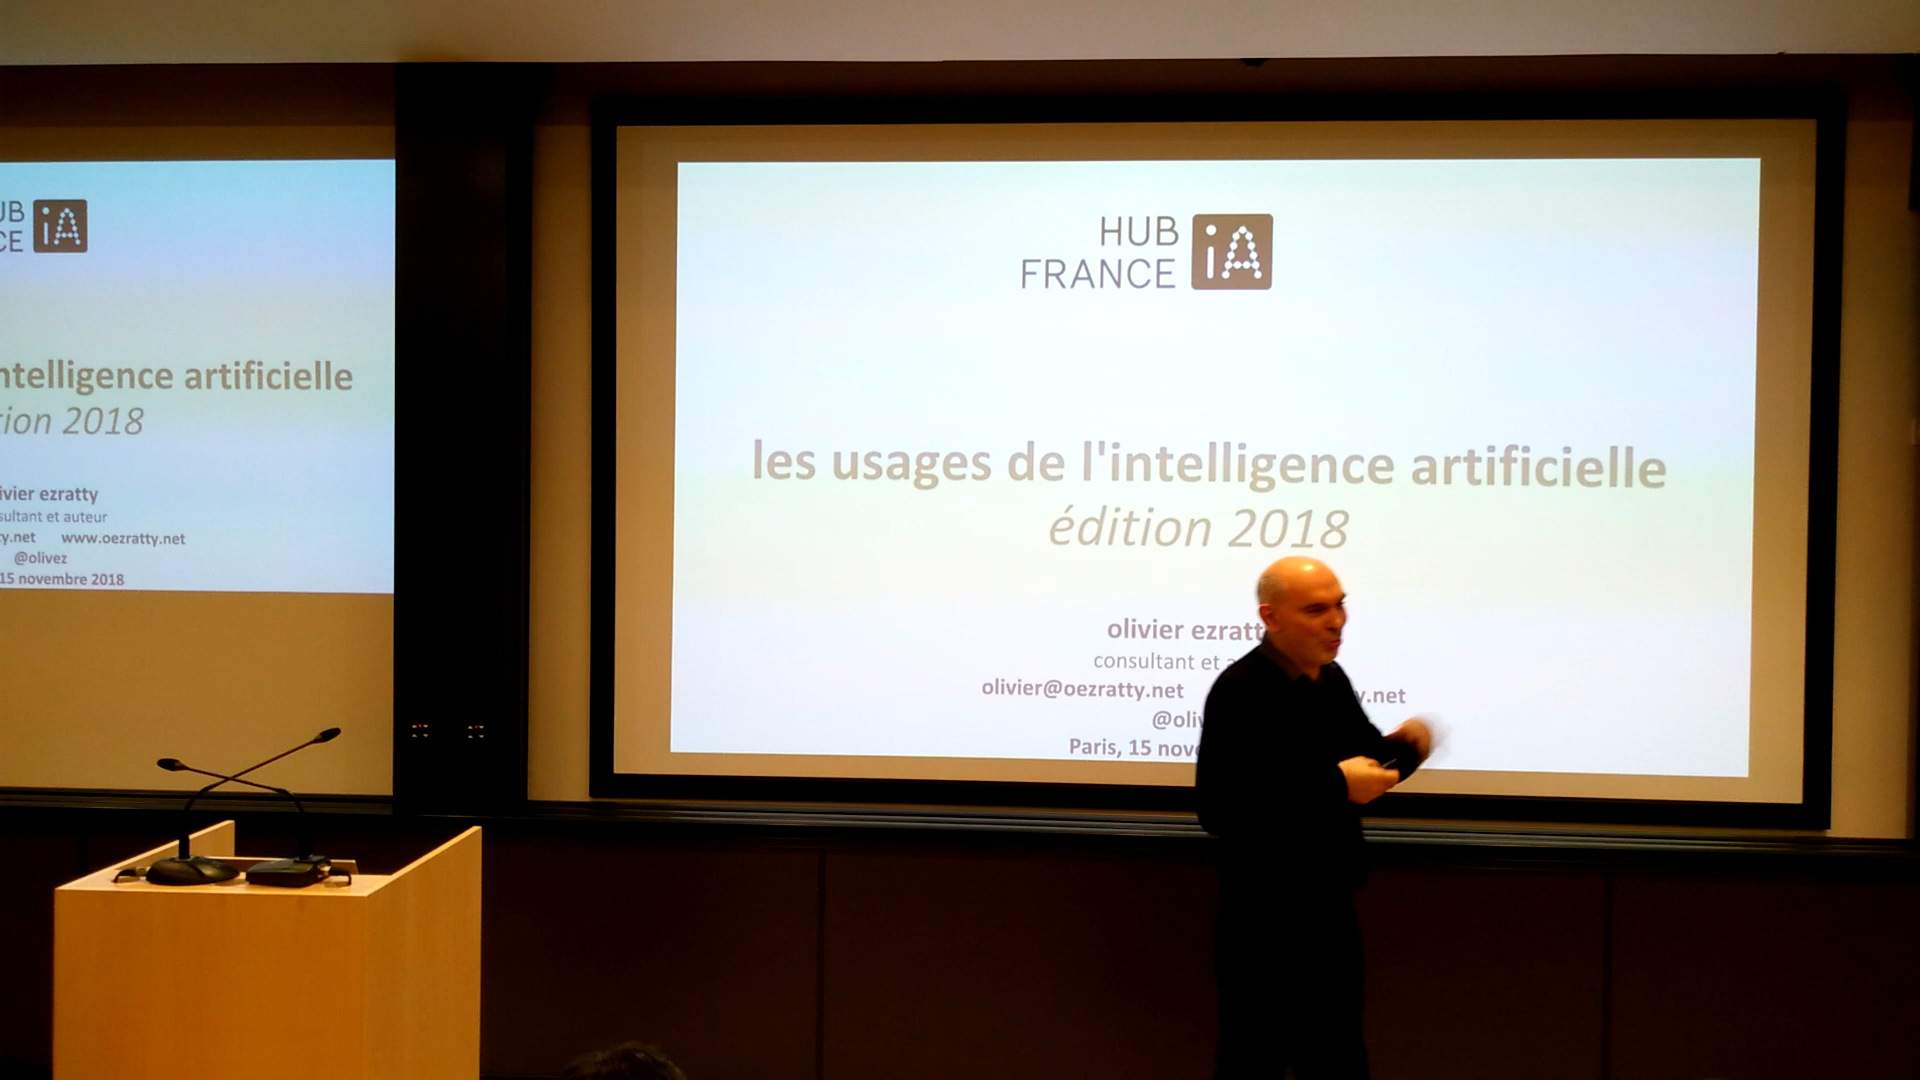 UB
CE iA
ntelligence artificielle
tion 2018
ivier ezratty
sultant et auteur
y.net www.oezratty.net
@olivez
15 novembre 2018
HUB
FRANCE iA
les usages de l'intelligence artificielle
édition 2018
olivier ezratt
consultant et
olivier@oezratty.net y.net
@oliv
Paris, 15 nove